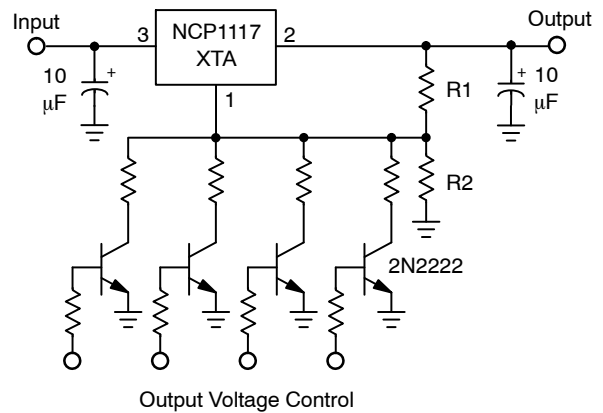 Input
Output
3
NCP1117
XTA
2
10
μF
+
+
10
μF
R1
1
R2
2N2222
Output Voltage Control